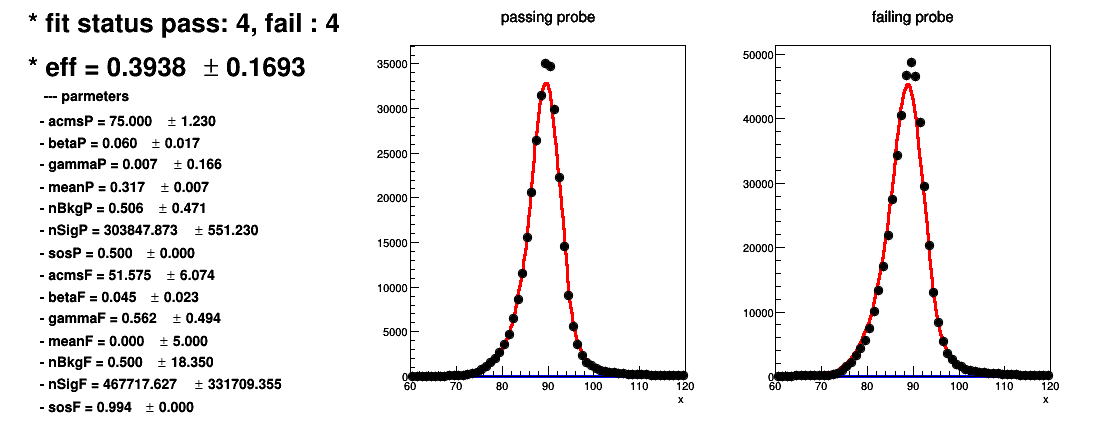 * fit status pass: 4, fail : 4
* eff = 0.3938 ± 0.1693
--- parmeters
- acmsP = 75.000 ± 1.230
- betaP = 0.060 ± 0.017
- gammaP = 0.007 ± 0.166
- meanP = 0.317 ± 0.007
- nBkgP = 0.506 ± 0.471
- nSigP = 303847.873 ± 551.230
- sosP = 0.500 ± 0.000
- acmsF = 51.575 ± 6.074
- betaF = 0.045 ± 0.023
- gammaF = 0.562 ± 0.494
- meanF = 0.000 ± 5.000
- nBkgF = 0.500 ± 18.350
- nSigF = 467717.627 ± 331709.355
- sosF = 0.994 ± 0.000
passing probe
35000
30000
25000
20000
15000
10000
5000
0
60 70 80 90 100 110 120
x
failing probe
50000
40000
30000
20000
10000
0
60 70 80 90 100 110 120
x